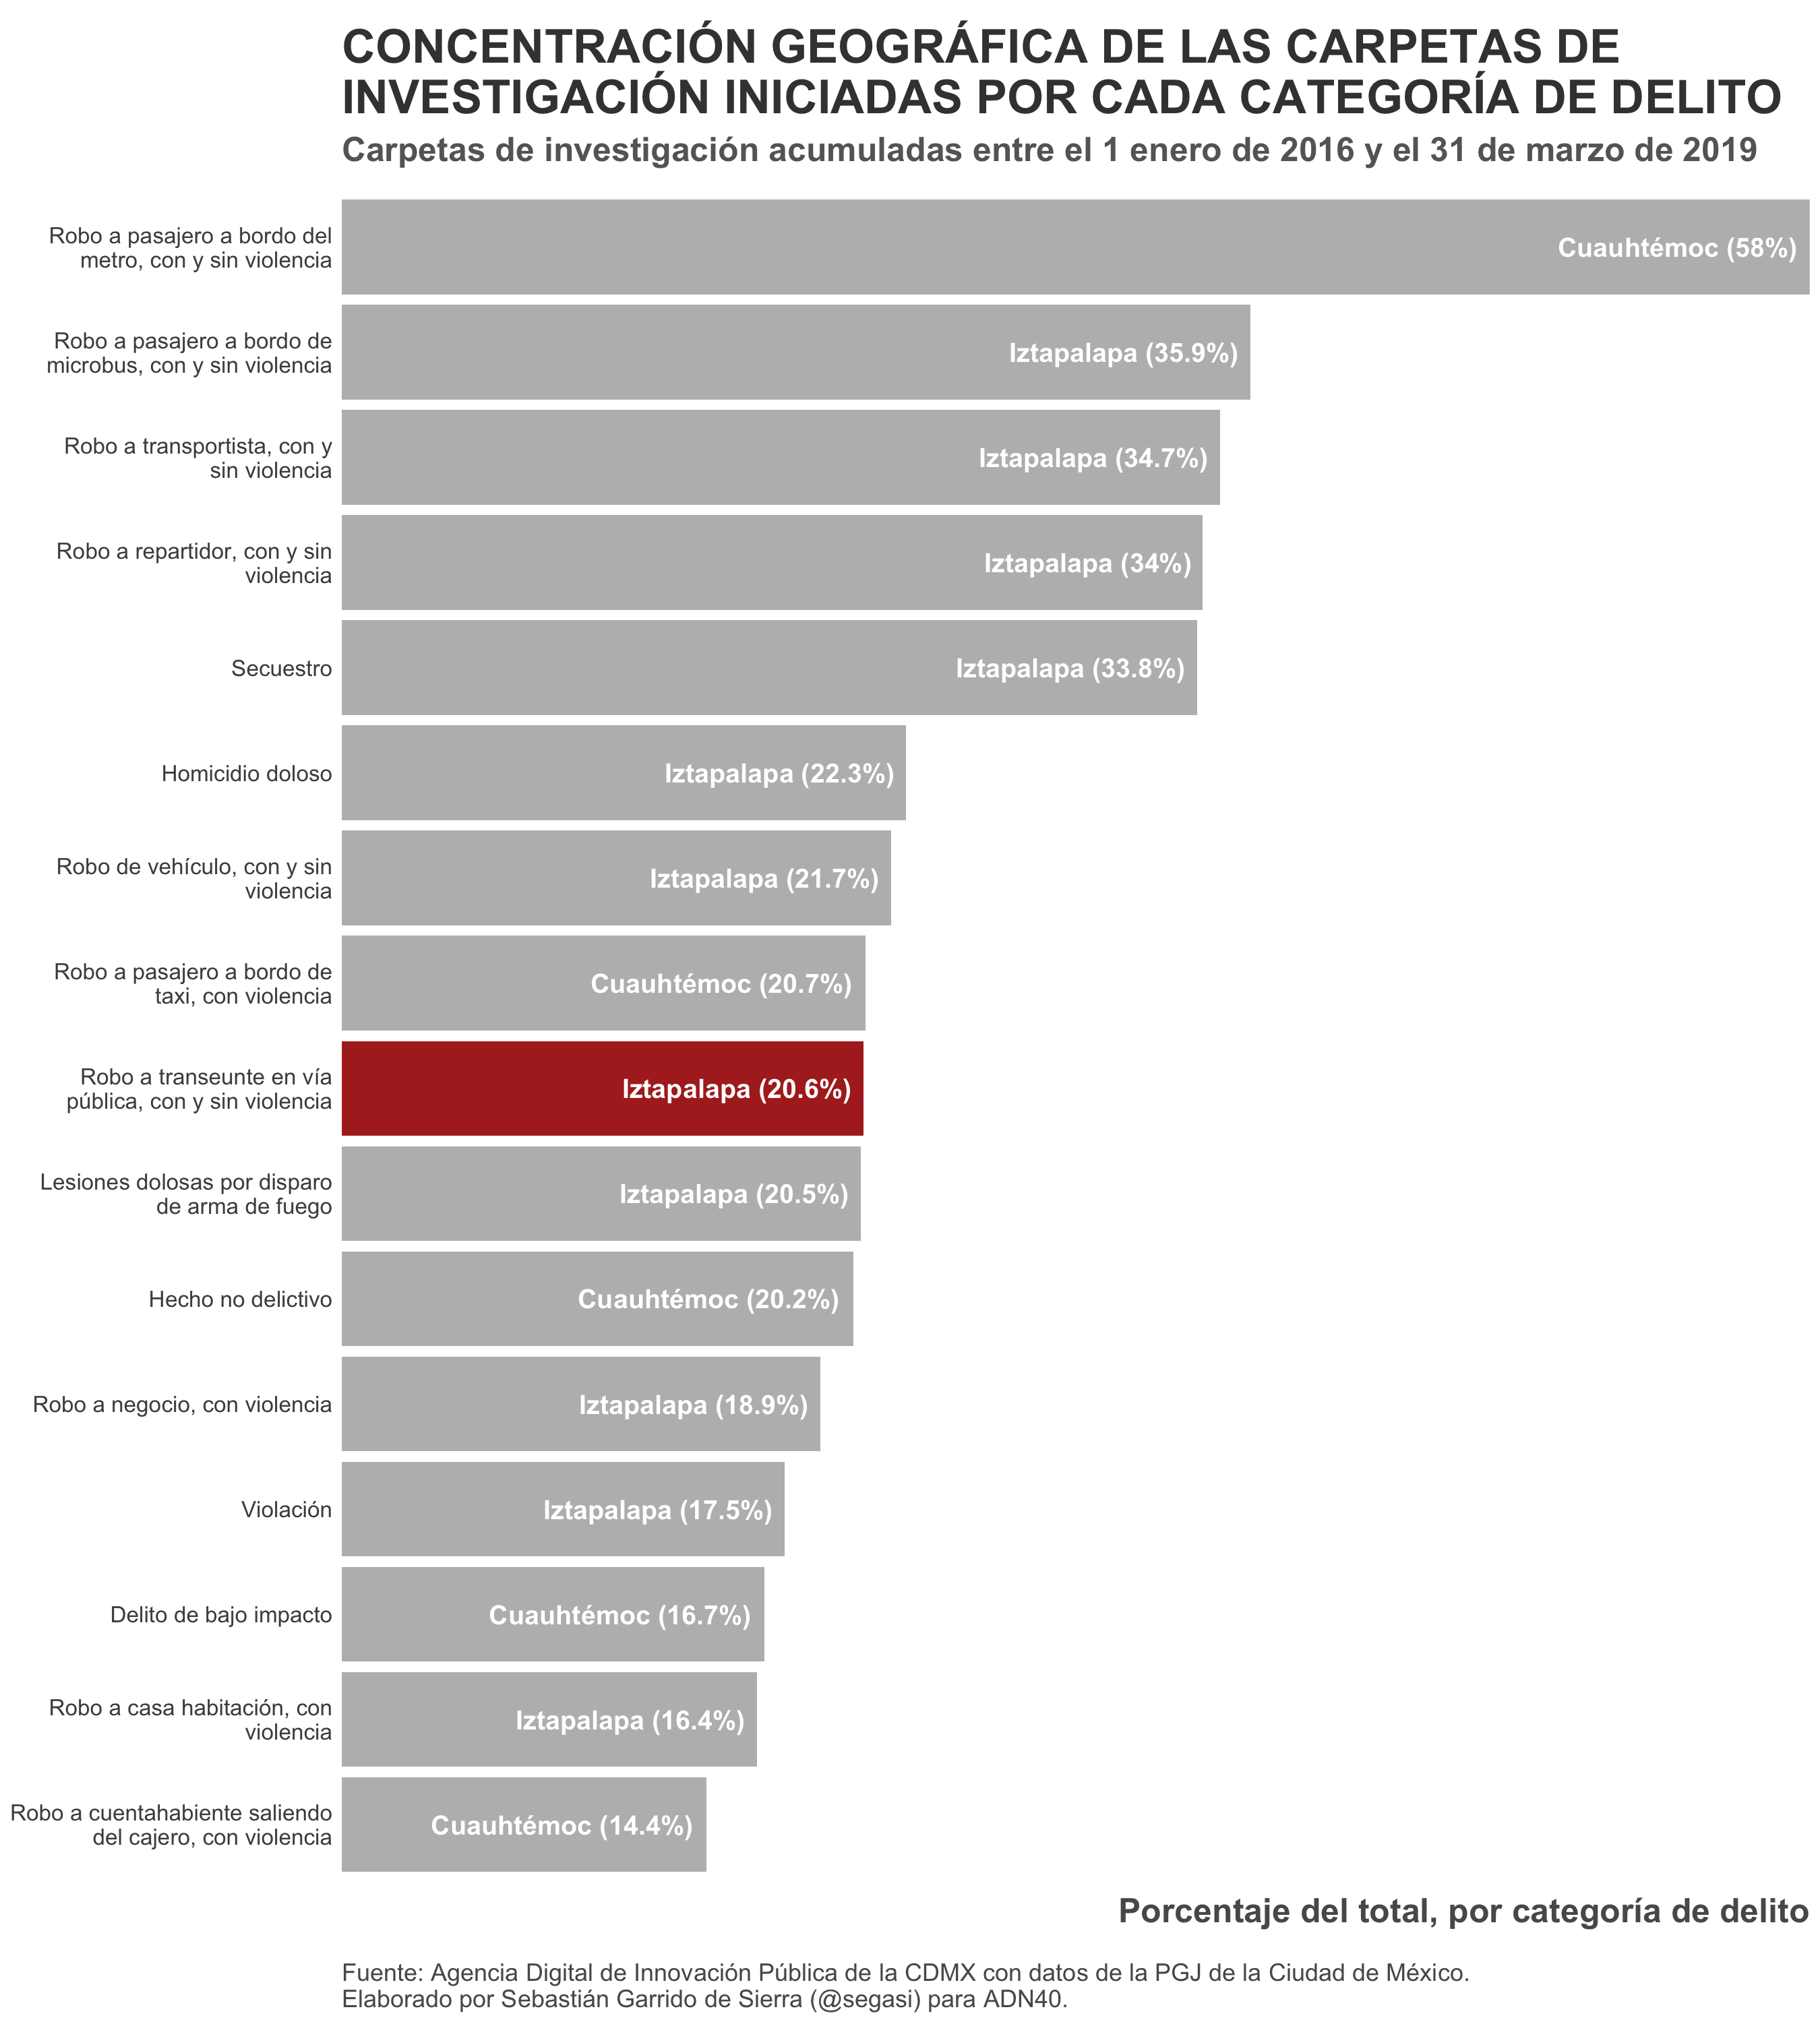 CONCENTRACIÓN GEOGRÁFICA DE LAS CARPETAS DE
INVESTIGACIÓN INICIADAS POR CADA CATEGORÍA DE DELITO
Carpetas de investigación acumuladas entre el 1 enero de 2016 y el 31 de marzo de 2019
Robo a pasajero a bordo del
metro, con y sin violencia
Cuauhtémoc (58%)
Robo a pasajero a bordo de
microbus, con y sin violencia
Iztapalapa (35.9%)
Robo a transportista, con y
sin violencia
Iztapalapa (34.7%)
Robo a repartidor, con y sin
violencia
Iztapalapa (34%)
Secuestro
Iztapalapa (33.8%)
Homicidio doloso
Iztapalapa (22.3%)
Robo de vehículo, con y sin
violencia
Iztapalapa (21.7%)
Robo a pasajero a bordo de
taxi, con violencia
Cuauhtémoc (20.7%)
Robo a transeunte en vía
pública, con y sin violencia
Iztapalapa (20.6%)
Lesiones dolosas por disparo
de arma de fuego
Iztapalapa (20.5%)
Hecho no delictivo
Cuauhtémoc (20.2%)
Robo a negocio, con violencia
Iztapalapa (18.9%)
Violación
Iztapalapa (17.5%)
Delito de bajo impacto
Cuauhtémoc (16.7%)
Robo a casa habitación, con
violencia
Iztapalapa (16.4%)
Robo a cuentahabiente saliendo
del cajero, con violencia
Cuauhtémoc (14.4%)
Porcentaje del total, por categoría de delito
Fuente: Agencia Digital de Innovación Pública de la CDMX con datos de la PGJ de la Ciudad de México.
Elaborado por Sebastián Garrido de Sierra (@segasi) para ADN40.